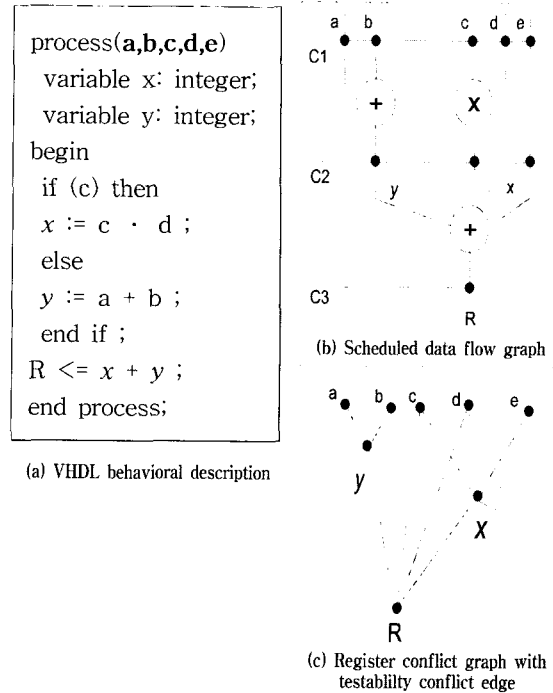 process(a,b,c,d,e)
variable x: integer;
variable y: integer;
begin
if (c) then
x := c · d ;
else
y := a + b ;
end if ;
R <= x + y ;
end process;
(a) VHDL behavioral description
a b c d e
C1
+ x
C2
y x
+
C3
R
(b) Scheduled data flow graph
a b c d e
y
X
R
(c) Register conflict graph with
testablilty conflict edge